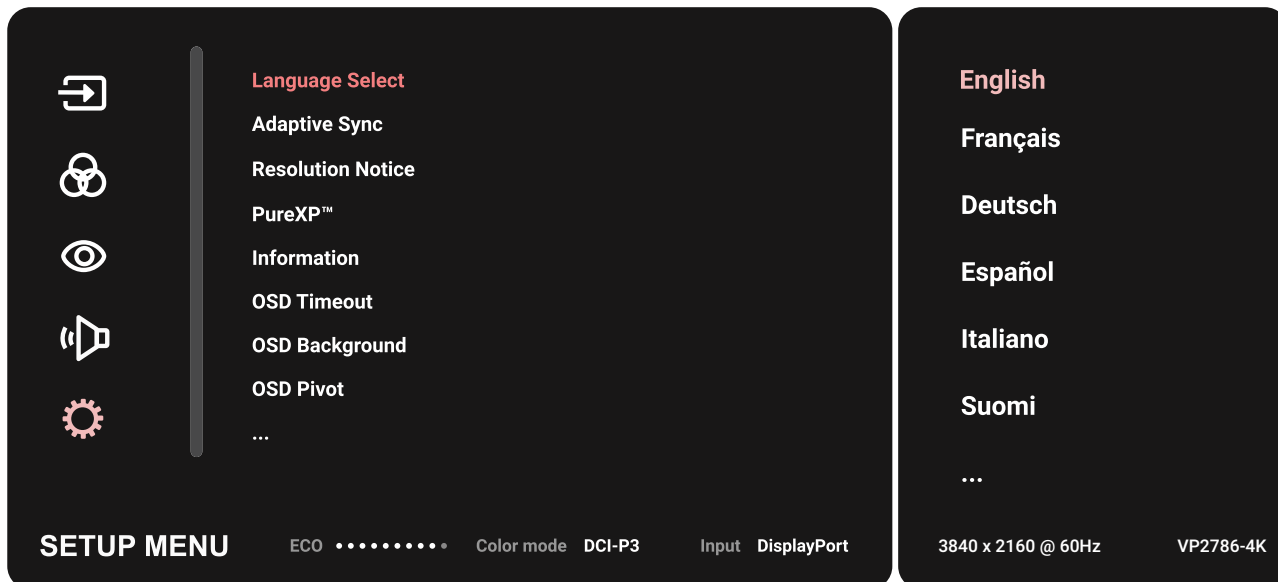 Language Select
Adaptive Sync
Resolution Notice
PureXP™
Information
OSD Timeout
OSD Background
OSD Pivot
...
English
Français
Deutsch
Español
Italiano
Suomi
...
SETUP MENU ECO Color mode DCI-P3 Input DisplayPort 3840 x 2160 @ 60Hz VP2786-4K